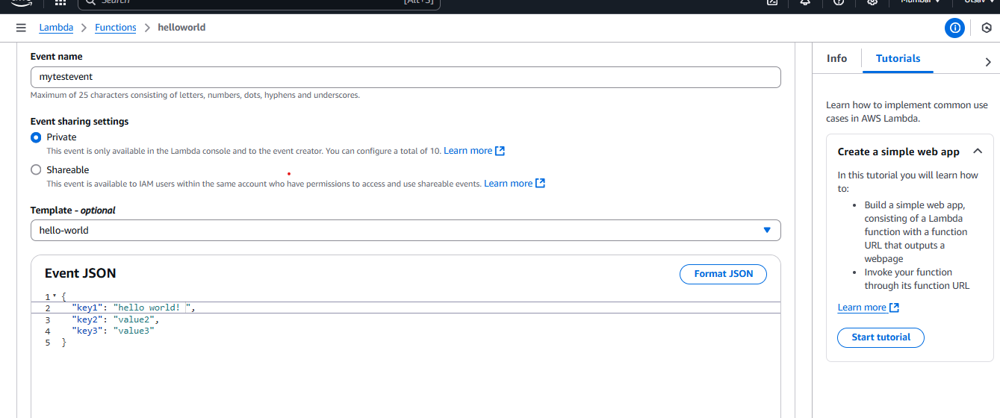 Search
[Alt+S]
Mumbai
Utsav
Lambda
Functions
helloworld
Event name
mytestevent
Maximum of 25 characters consisting of letters, numbers, dots, hyphens and underscores.
Event sharing settings
Private
This event is only available in the Lambda console and to the event creator. You can configure a total of 10. Learn more
Shareable
This event is available to IAM users within the same account who have permissions to access and use shareable events. Learn more
Template - optional
hello-world
Event JSON
Format JSON
1 {
2 "key1": "hello world! ",
3 "key2": "value2",
4 "key3": "value3"
5 }
Info
Tutorials
Learn how to implement common use
cases in AWS Lambda.
Create a simple web app
In this tutorial you will learn how
to:
• Build a simple web app,
consisting of a Lambda
function with a function
URL that outputs a
webpage
• Invoke your function
through its function URL
Learn more
Start tutorial